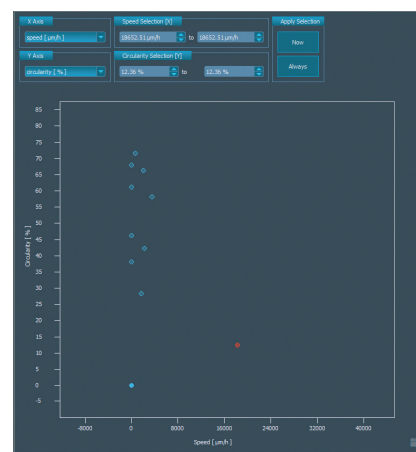 X Axis
speed [ µm/h ]
Speed Selection [X]
18652.51 µm/h to 18652.51 µm/h
Apply Selection
Now
Always
Y Axis
circularity [ % ]
Circularity Selection [Y]
12.36 % to 12.36 %
85
80
75
70
65
60
55
50
45
40
35
30
25
20
15
10
5
0
-5
Circularity [ % ]
-8000 0 8000 16000 24000 32000 40000
Speed [ µm/h ]